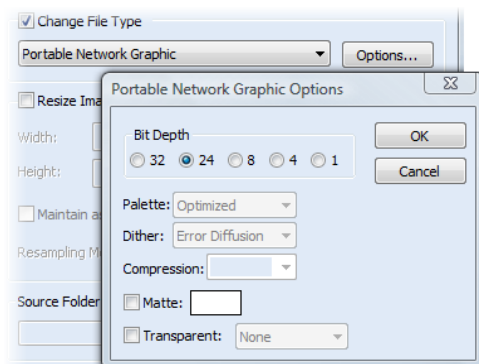 Change File Type
Portable Network Graphic Options...
Portable Network Graphic Options
Resize Ima
Bit Depth OK
Width:
32 24 8 4 1
Height: Cancel
Palette: Optimized
Maintain as
Dither: Error Diffusion
Resampling M
Compression:
Source Folder Matte:
Transparent: None